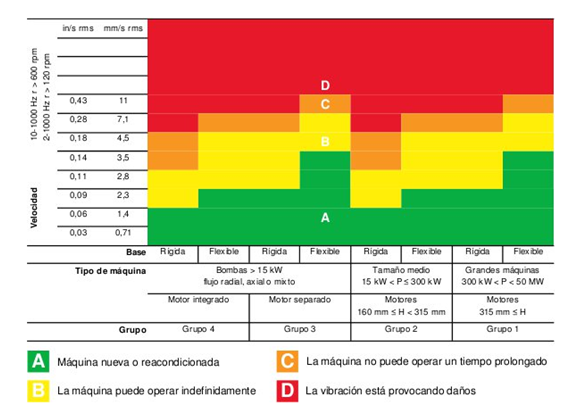 in/s rms mm/s rms
10-1000 Hz r > 600 rpm
2-1000 Hz r > 120 rpm
Velocidad
D
0,43 11
C
0,28 7,1
0,18 4,5
B
0,14 3,5
0,11 2,8
0,09 2,3
0,06 1,4
A
0,03 0,71
Base Rígida Flexible Rígida Flexible Rígida Flexible Rígida Flexible
Tipo de máquina
Bombas > 15 kW
flujo radial, axial o mixto
Tamaño medio
15 kW < P≤ 300 kW
Grandes máquinas
300 kW < P < 50 MW
Motor integrado
Motor separado
Motores
160 mm ≤ H < 315 mm
Motores
315 mm ≤ H
Grupo Grupo 4 Grupo 3 Grupo 2 Grupo 1
A Máquina nueva o reacondicionada
C La máquina no puede operar un tiempo prolongado
B La máquina puede operar indefinidamente
D La vibración está provocando daños